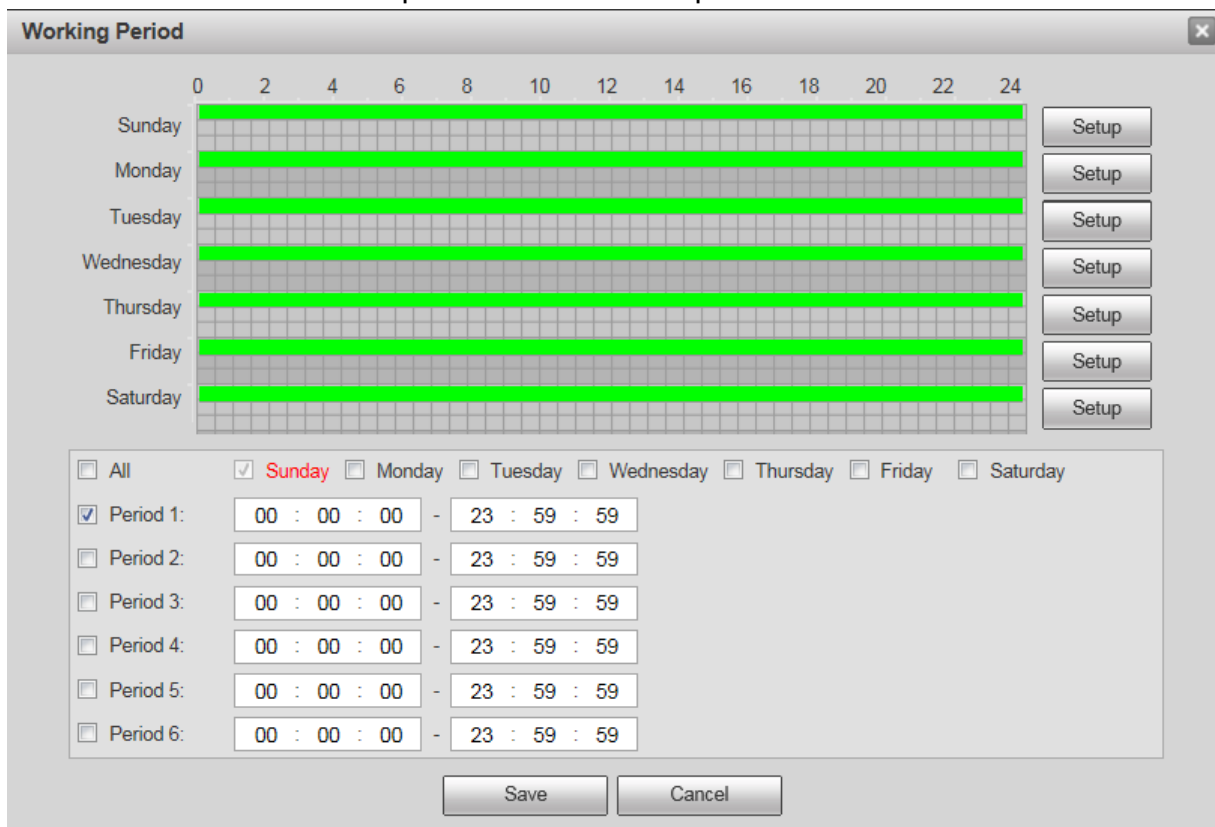 Working Period
0 2 4 6 8 10 12 14 16 18 20 22 24
Sunday Setup
Monday Setup
Tuesday Setup
Wednesday Setup
Thursday Setup
Friday Setup
Saturday Setup
All Sunday Monday Tuesday Wednesday Thursday Friday Saturday
Period 1: 00 : 00 : 00 - 23 : 59 : 59
Period 2: 00 : 00 : 00 - 23 : 59 : 59
Period 3: 00 : 00 : 00 - 23 : 59 : 59
Period 4: 00 : 00 : 00 - 23 : 59 : 59
Period 5: 00 : 00 : 00 - 23 : 59 : 59
Period 6: 00 : 00 : 00 - 23 : 59 : 59
Save Cancel